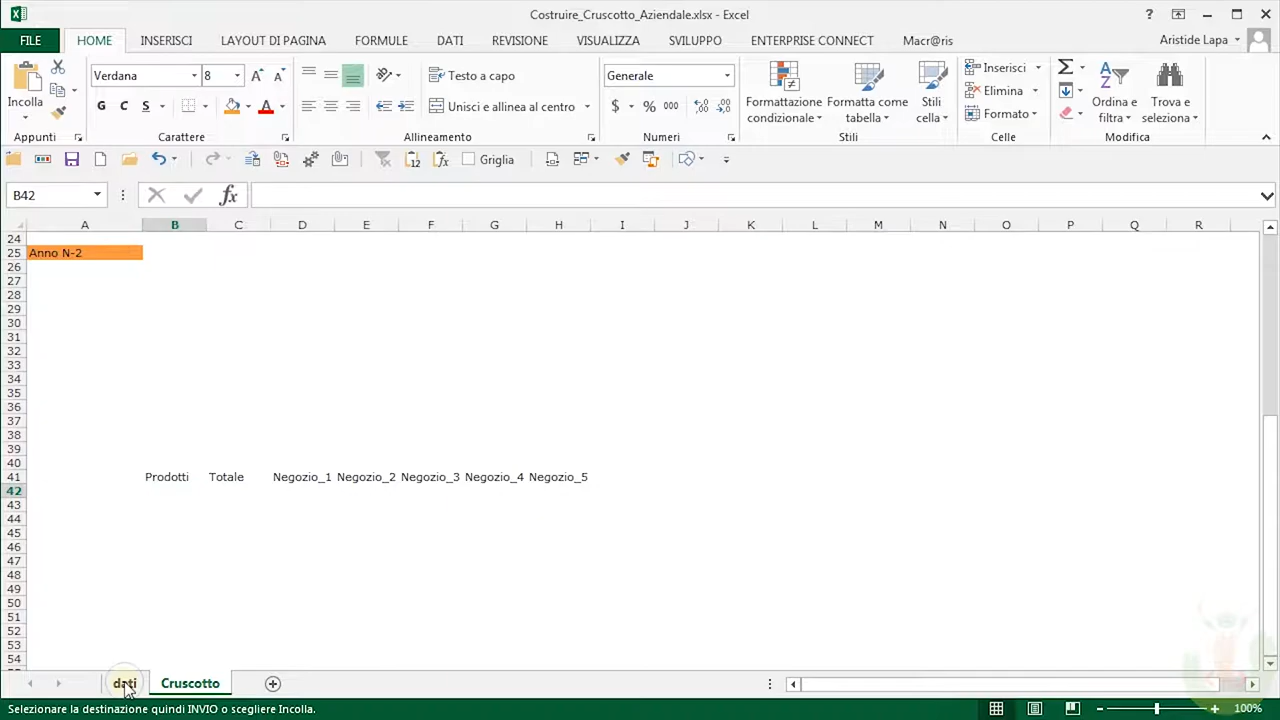 Costruire_Cruscotto_Aziendale.xlsx - Excel
FILE HOME INSERISCI LAYOUT DI PAGINA FORMULE DATI REVISIONE VISUALIZZA SVILUPPO ENTERPRISE CONNECT Macr@ris Aristide Lapa
Incolla
Verdana 8
G C S
Testo a capo
Unisci e allinea al centro
Generale
$ % 000
Formattazione condizionale
Formatta come tabella
Stili cella
Inserisci
Elimina
Formato
Ordina e filtra
Trova e seleziona
Appunti Carattere Allineamento Numeri Stili Celle Modifica
Griglia
B42 fx
A B C D E F G H I J K L M N O P Q R
24
25 Anno N-2
26
27
28
29
30
31
32
33
34
35
36
37
38
39
40
41 Prodotti Totale Negozio_1 Negozio_2 Negozio_3 Negozio_4 Negozio_5
42
43
44
45
46
47
48
49
50
51
52
53
54
dati Cruscotto
Selezionare la destinazione quindi INVIO o scegliere Incolla. 100%